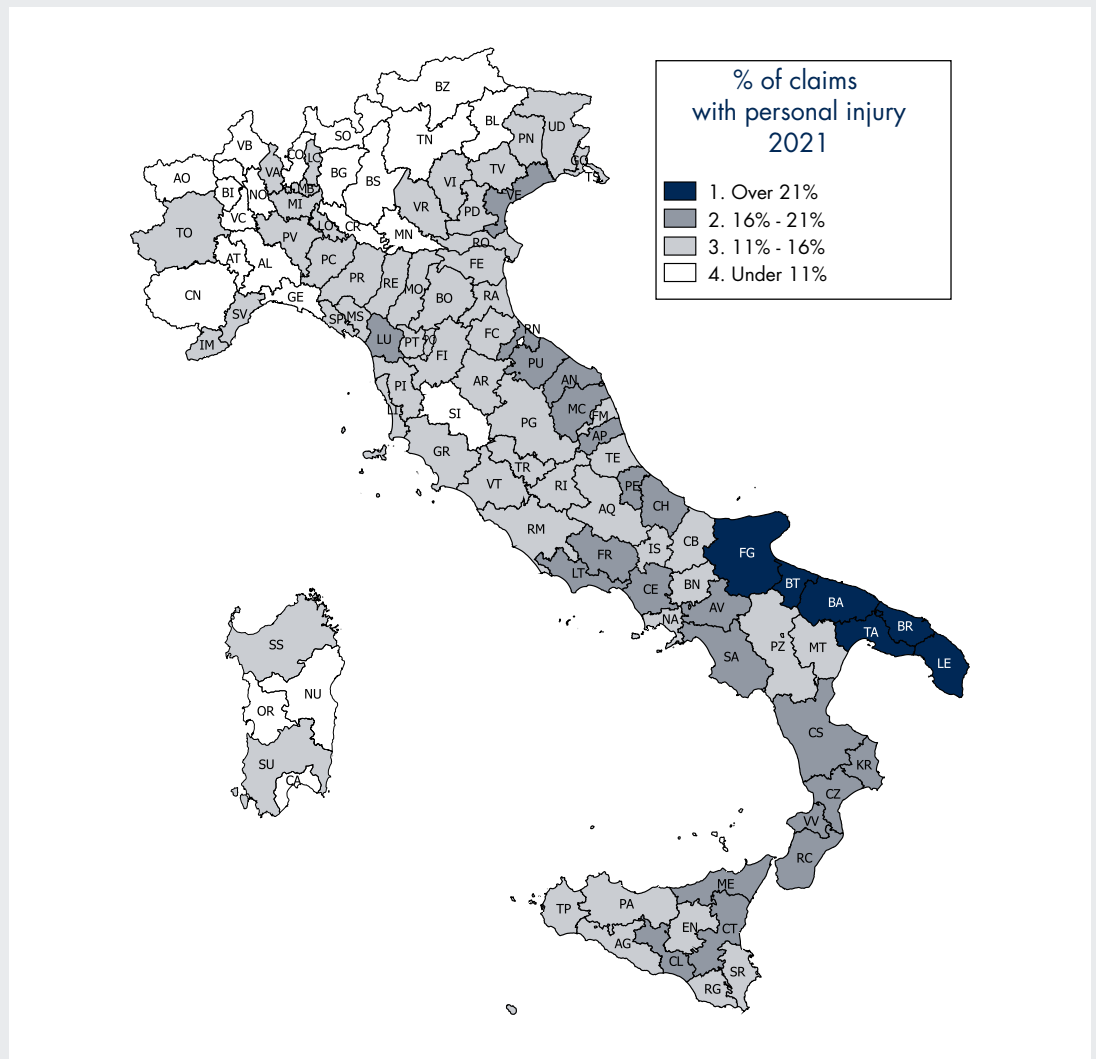 % of claims
with personal injury
2021
1. Over 21%
2. 16% - 21%
3. 11% - 16%
4. Under 11%
BZ
BL
UD
PN
SO
TN
VB
CO
LC
GO
TS
TV
VA
BG
BS
AO
VI
BI
NO
MB
VE
MI
VR
PD
VC
LO
CR
MN
TO
PV
RO
AT
AL
PC
FE
PR
RE
MO
BO
RA
CN
GE
SV
SP
MS
FC
RN
IM
LU
PT
PO
FI
PU
AN
PI
AR
MC
LI
SI
FM
PG
AP
GR
TE
TR
VT
RI
PE
AQ
CH
RM
CB
IS
FR
FG
LT
BN
BT
CE
AV
BA
NA
BR
TA
SS
SA
PZ
MT
LE
NU
OR
CS
SU
CA
KR
CZ
VV
RC
ME
PA
TP
EN
CT
AG
CL
SR
RG